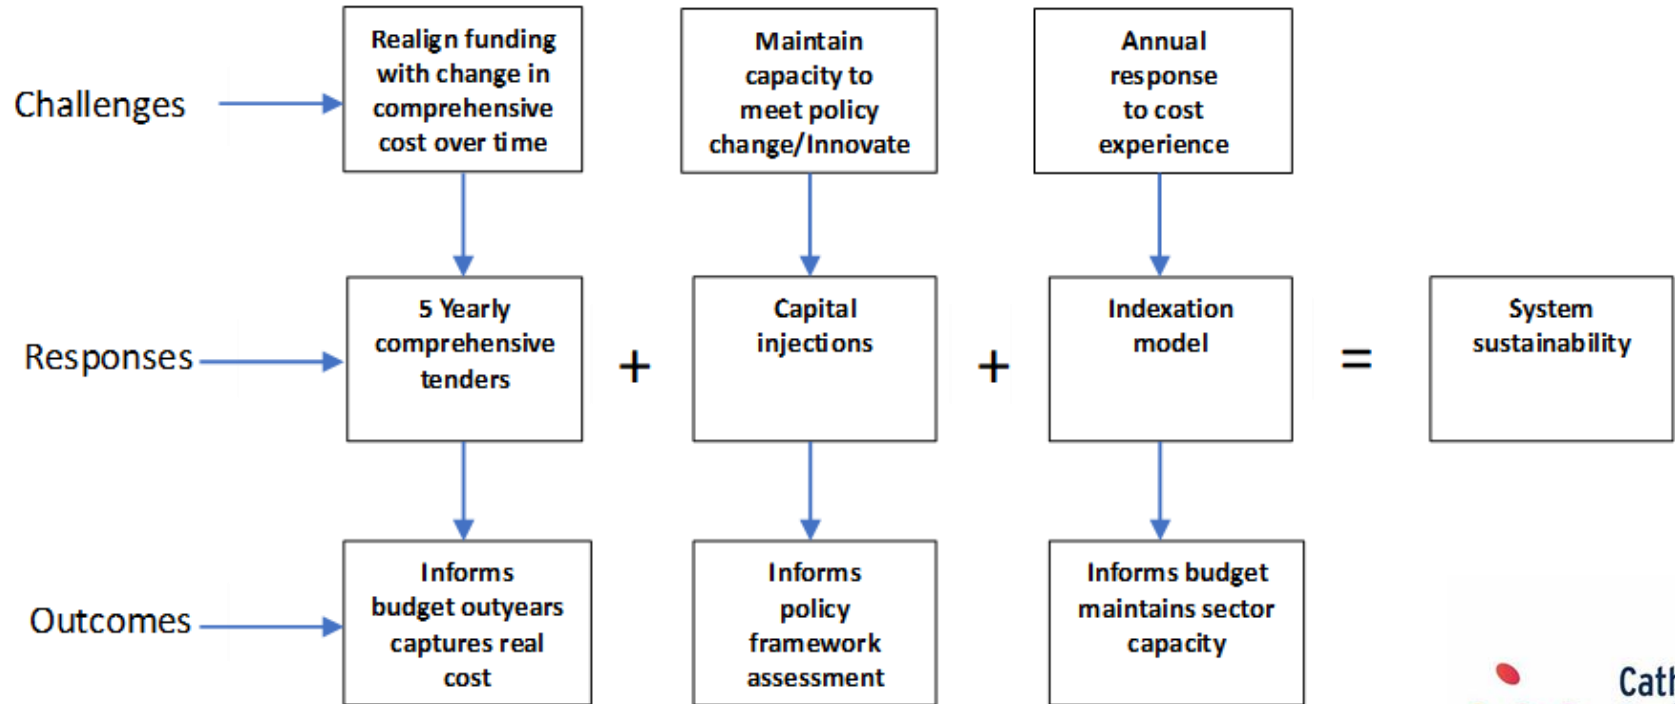 Challenges
Realign funding
with change in
comprehensive
cost over time
Maintain
capacity to
meet policy
change/Innovate
Annual
response
to cost
experience
Responses
5 Yearly
comprehensive
tenders
+
Capital
injections
+
Indexation
model
=
System
sustainability
Outcomes
Informs
budget outyears
captures real
cost
Informs
policy
framework
assessment
Informs budget
maintains sector
capacity
Cath